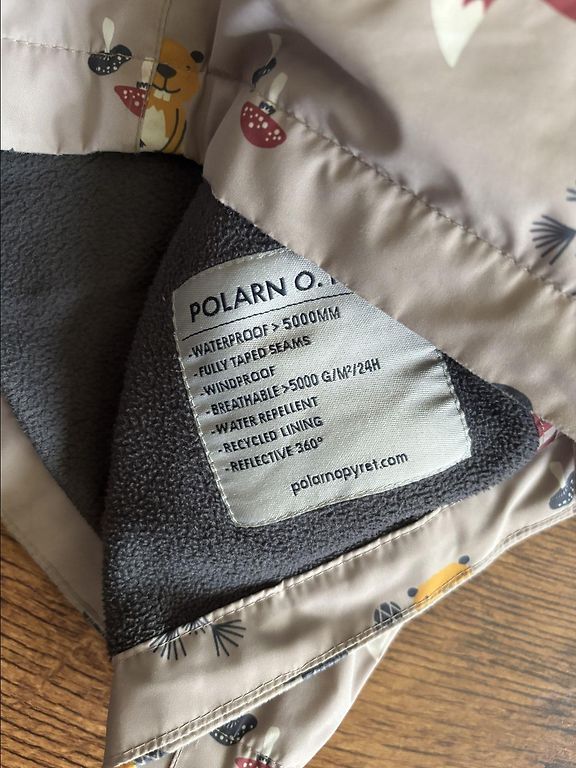 POLARN O.
-WATERPROOF > 5000MM
-FULLY TAPED SEAMS
-WINDPROOF
-BREATHABLE >5000 G/M²/24H
-WATER REPELLENT
-RECYCLED LINING
-REFLECTIVE 360°
polarnopyret.com